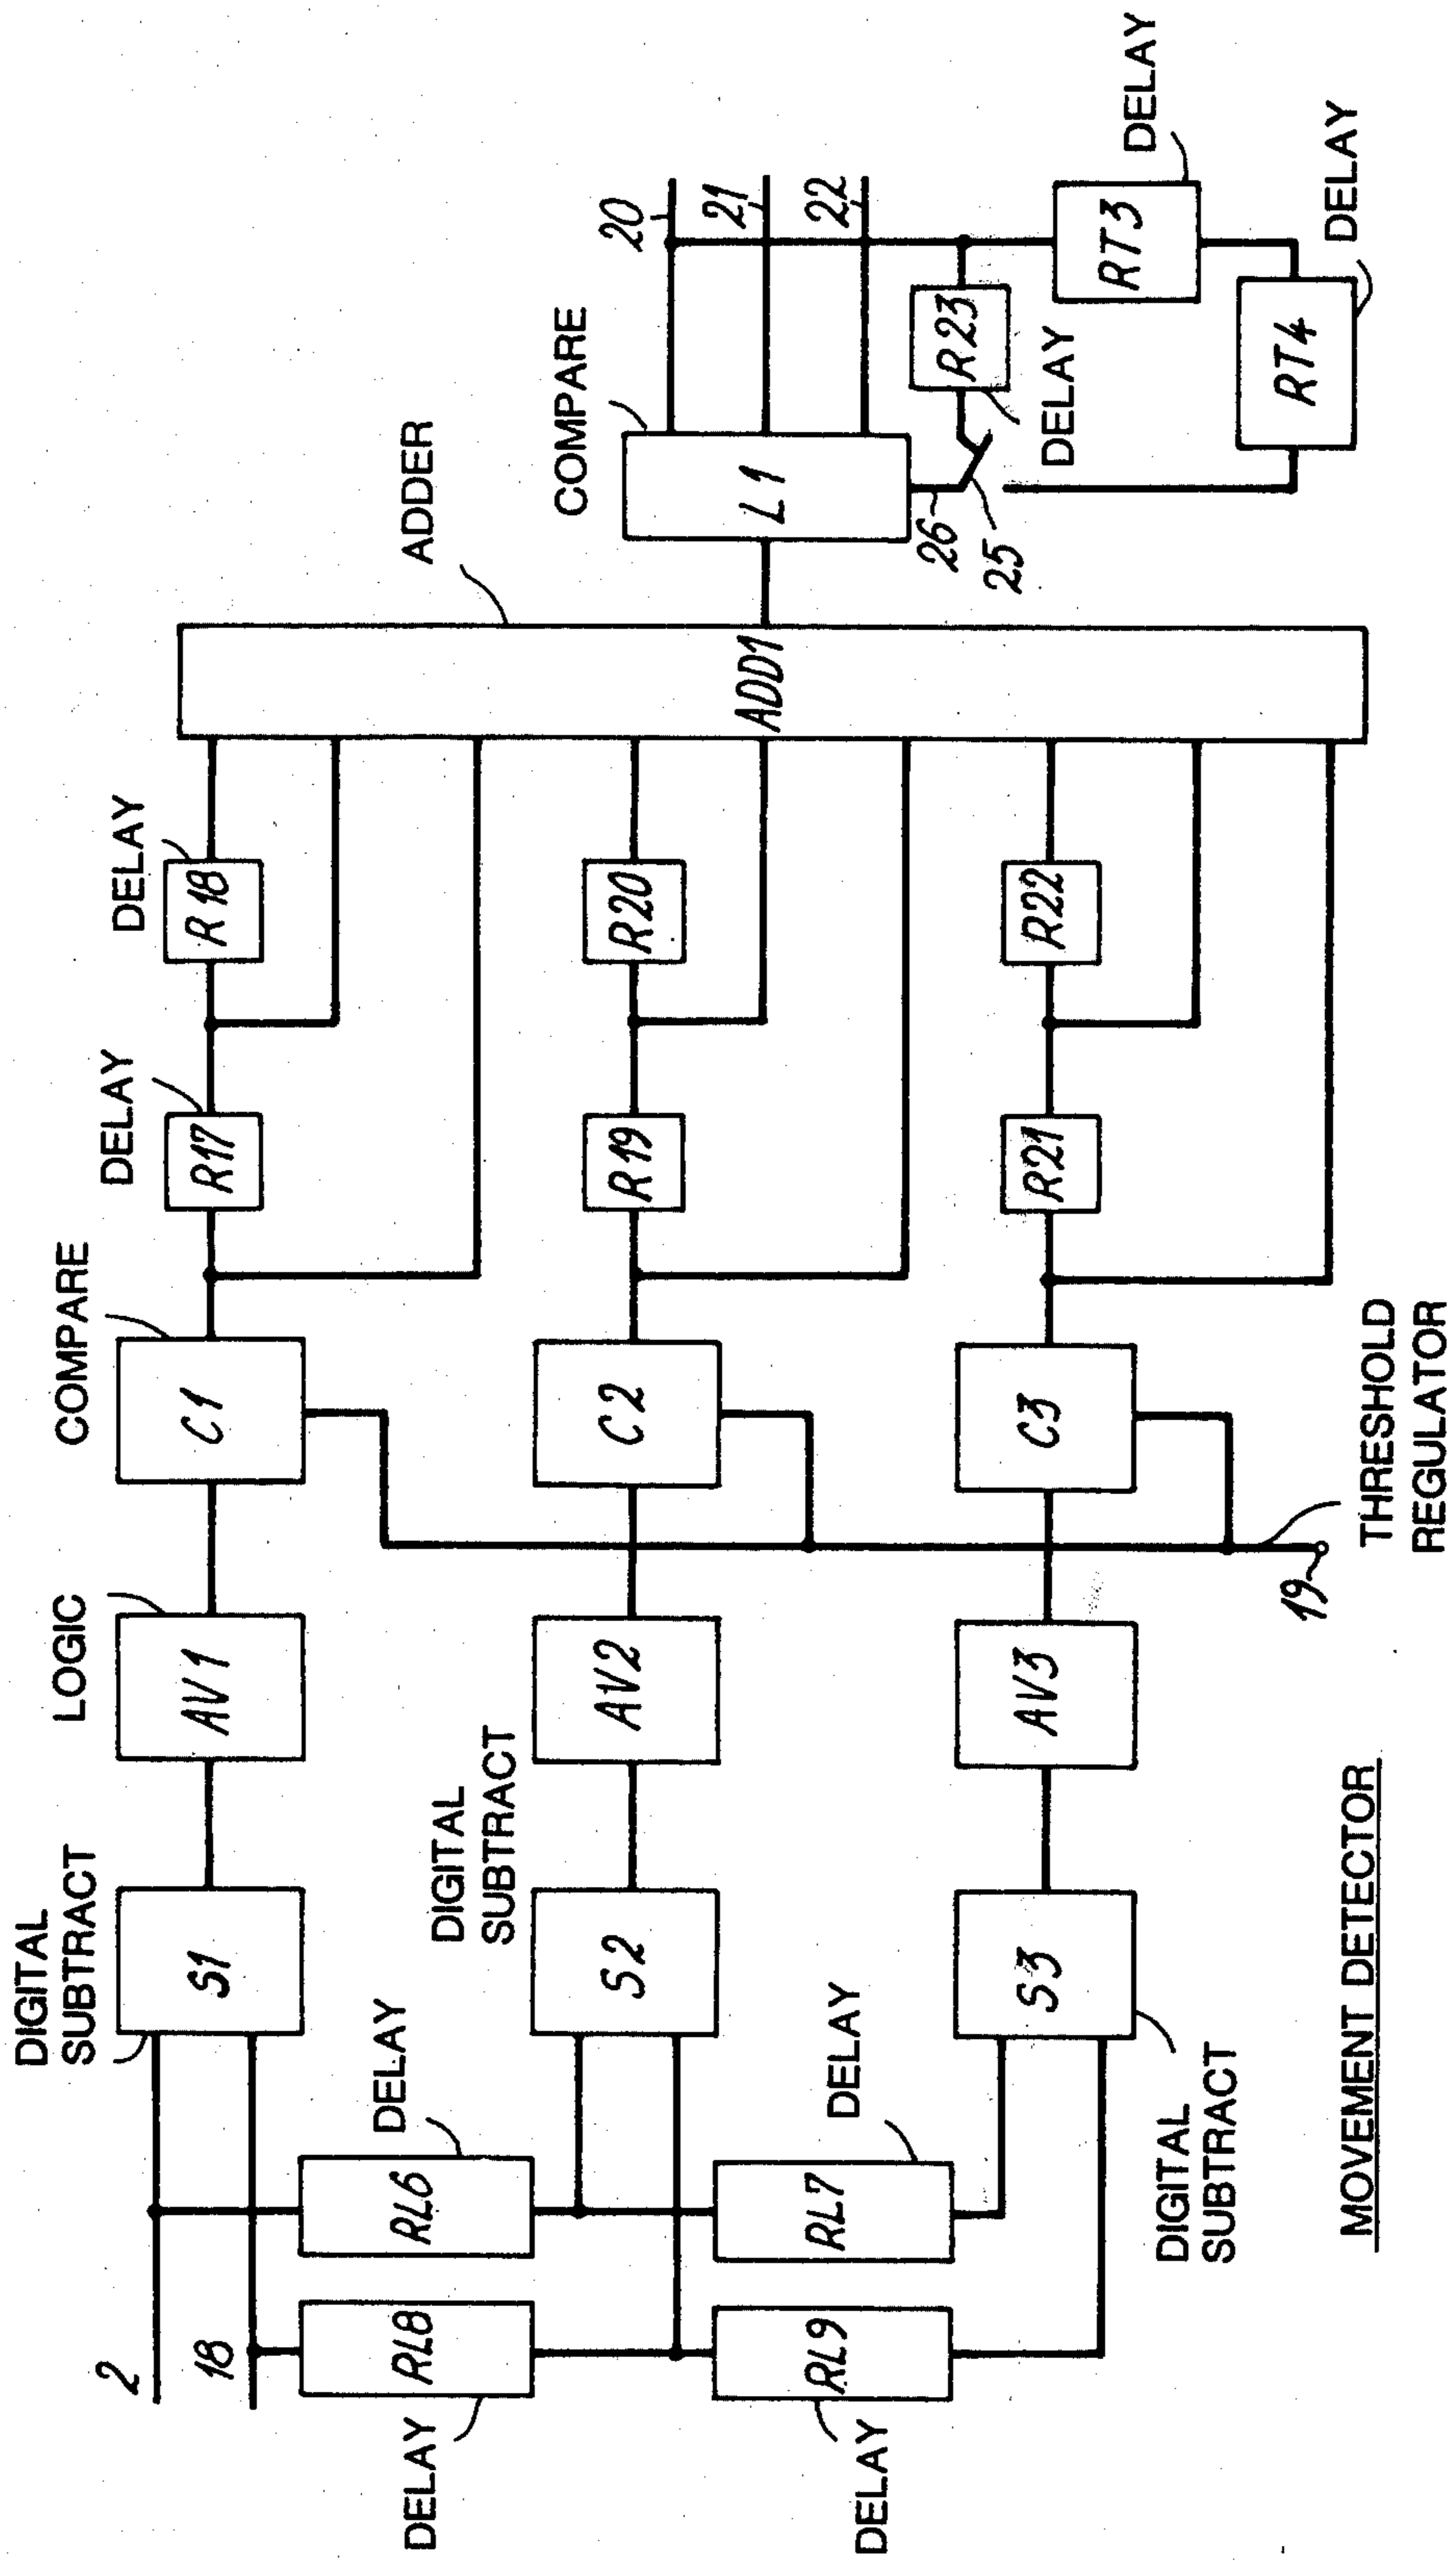 DIGITAL
SUBTRACT
LOGIC
COMPARE
DELAY
DELAY
ADDER
COMPARE
2
18
S1
AV1
C1
R17
R18
20
21
22
DELAY
RL6
DELAY
RL8
DIGITAL
SUBTRACT
S2
AV2
C2
R19
R20
ADD1
L1
26
25
R23
DELAY
RT3
DELAY
RT4
DELAY
DELAY
RL7
RL9
DELAY
S3
AV3
C3
R21
R22
DIGITAL
SUBTRACT
19
THRESHOLD
REGULATOR
MOVEMENT DETECTOR